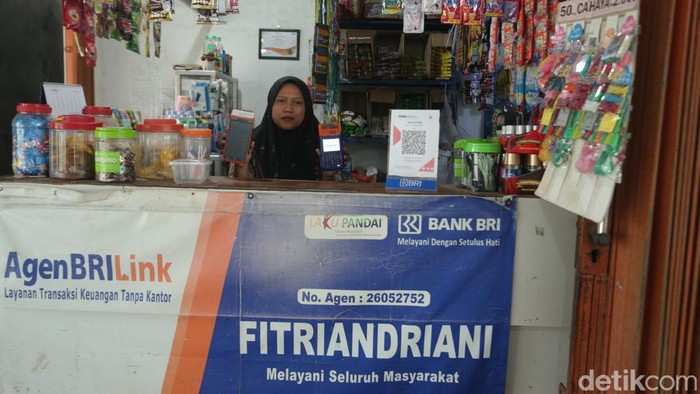 50.. CAHAYA
BRI
LAKU PANDAI
BANK BRI
Melayani Dengan Setulus Hati
AgenBRILink
Layanan Transaksi Keuangan Tanpa Kantor
No. Agen : 26052752
FITRIANDRIANI
Melayani Seluruh Masyarakat
detikcom